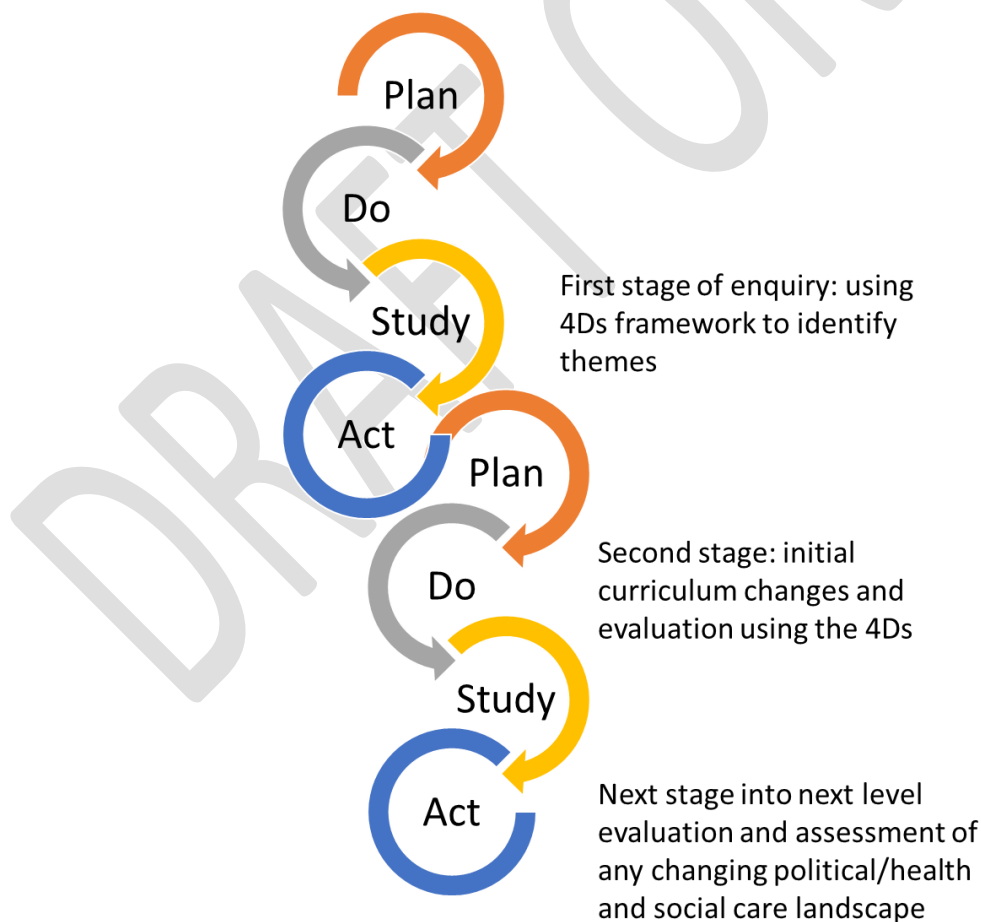 Plan
Do
Study
First stage of enquiry: using
4Ds framework to identify
themes
Act
Plan
Second stage: initial
curriculum changes and
evaluation using the 4Ds
Do
Study
Act
Next stage into next level
evaluation and assessment of
any changing political/health
and social care landscape
DRAFT ON